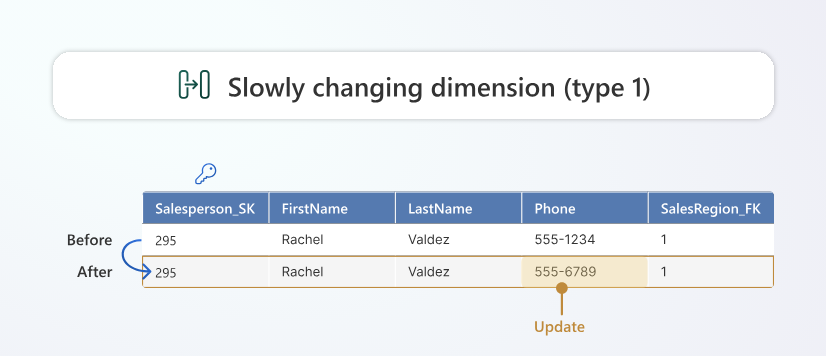 Slowly changing dimension (type 1)
Salesperson_SK FirstName LastName Phone SalesRegion_FK
Before 295 Rachel Valdez 555-1234 1
After 295 Rachel Valdez 555-6789 1
Update